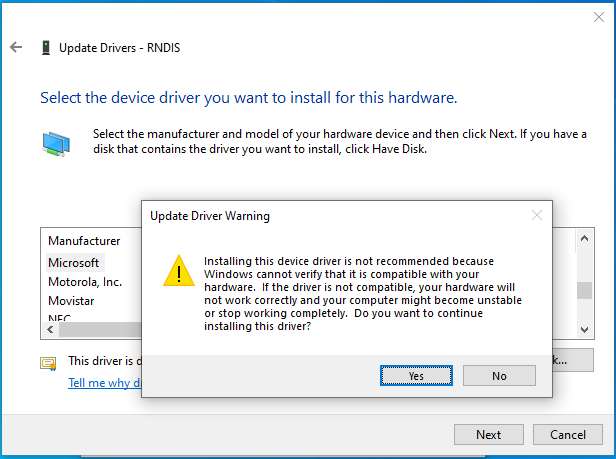 Update Drivers - RNDIS
Select the device driver you want to install for this hardware.
Select the manufacturer and model of your hardware device and then click Next. If you have a
disk that contains the driver you want to install, click Have Disk.
Update Driver Warning
Installing this device driver is not recommended because
Windows cannot verify that it is compatible with your
hardware. If the driver is not compatible, your hardware will
not work correctly and your computer might become unstable
or stop working completely. Do you want to continue
installing this driver?
Yes
No
Manufacturer
Microsoft
Motorola, Inc.
Movistar
NEC
This driver is d
k...
Tell me why d
Next
Cancel